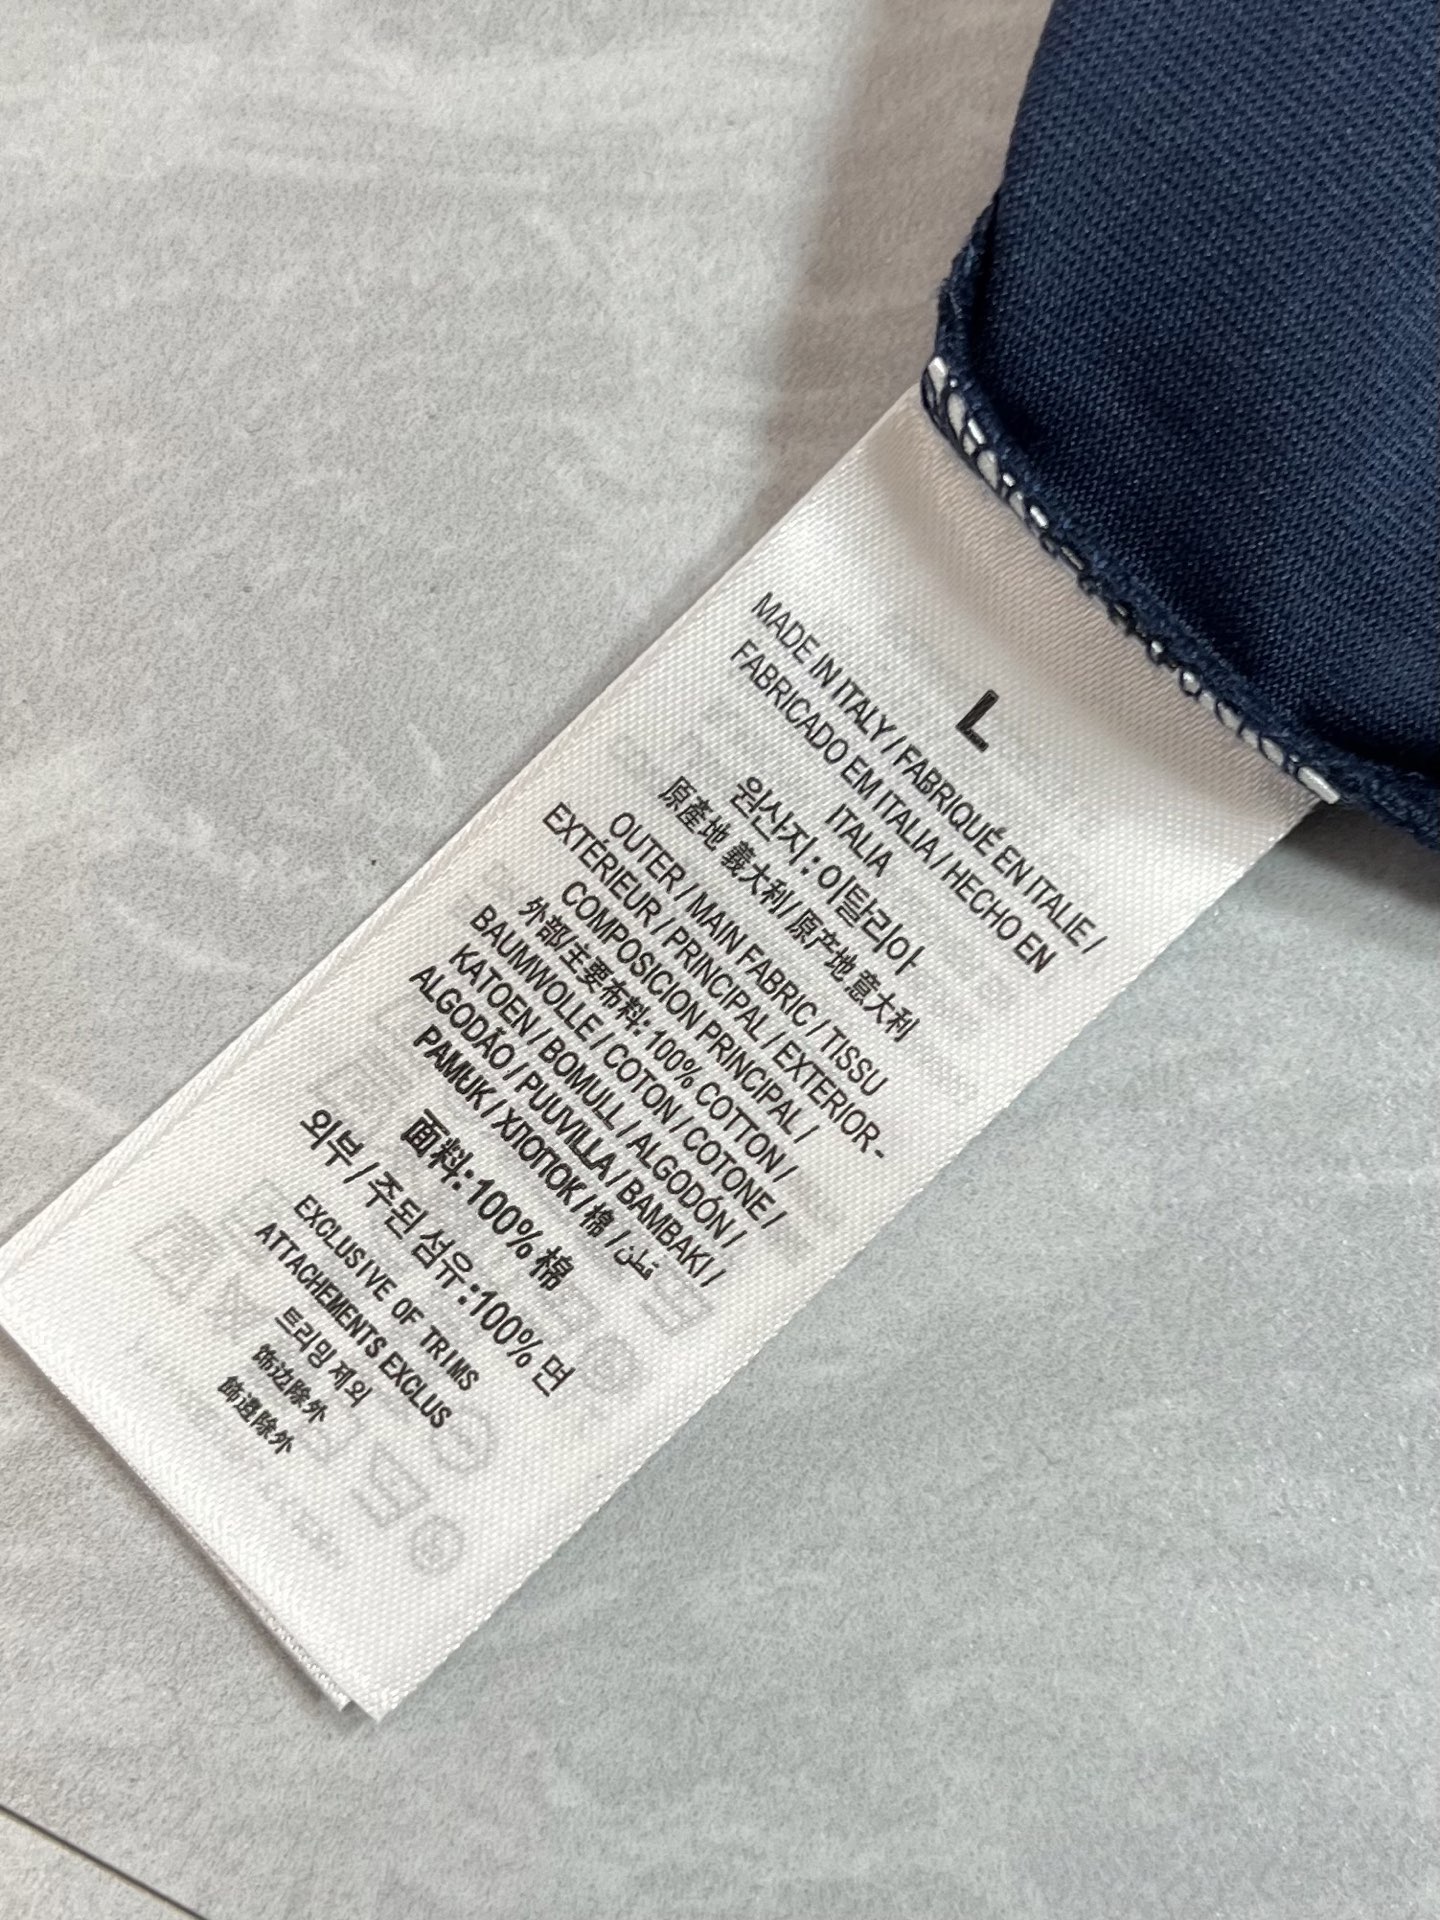 L
MADE IN ITALY / FABRIQUÉ EN ITALIE /
FABRICADO EM ITALIA / HECHO EN
ITALIA
원산지 : 이탈리아
原產地 義大利 / 原产地 意大利
OUTER / MAIN FABRIC / TISSU
EXTÉRIEUR / PRINCIPAL / EXTERIOR-
COMPOSICION PRINCIPAL /
外部/主要布料: 100% COTTON /
BAUMWOLLE / COTON / COTONE /
KATOEN / BOMULL / ALGODÓN /
ALGODÃO / PUUVILLA / BAMBAKI /
PAMUK / ХЛОПОК / 棉 / قطن
面料: 100% 棉
외부 / 주된 섬유: 100% 면
EXCLUSIVE OF TRIMS
ATTACHEMENTS EXCLUS
트리밍 제외
饰边除外
飾邊除外